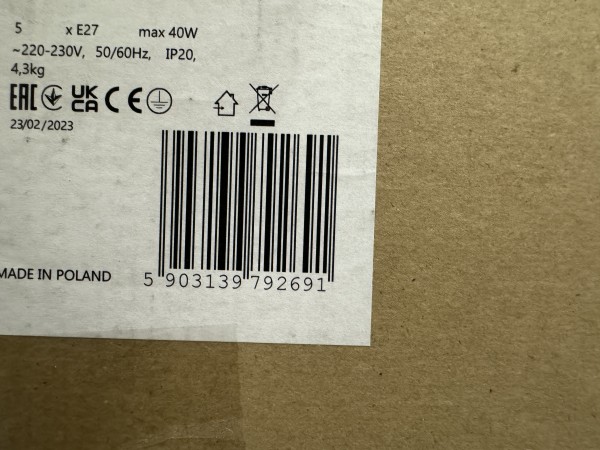 5 x E27 max 40W
~220-230V, 50/60Hz, IP20,
4,3kg
EAC UK CA CE
23/02/2023
MADE IN POLAND
5 903139 792691